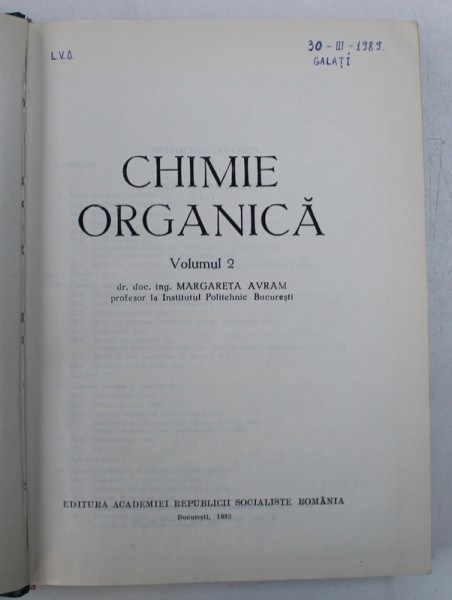 L.V.D.
30 - III - 1989.
GALAȚI
CHIMIE
ORGANICĂ
Volumul 2
dr. doc. ing. MARGARETA AVRAM
profesor la Institutul Politehnic București
EDITURA ACADEMIEI REPUBLICII SOCIALISTE ROMÂNIA
București, 1983